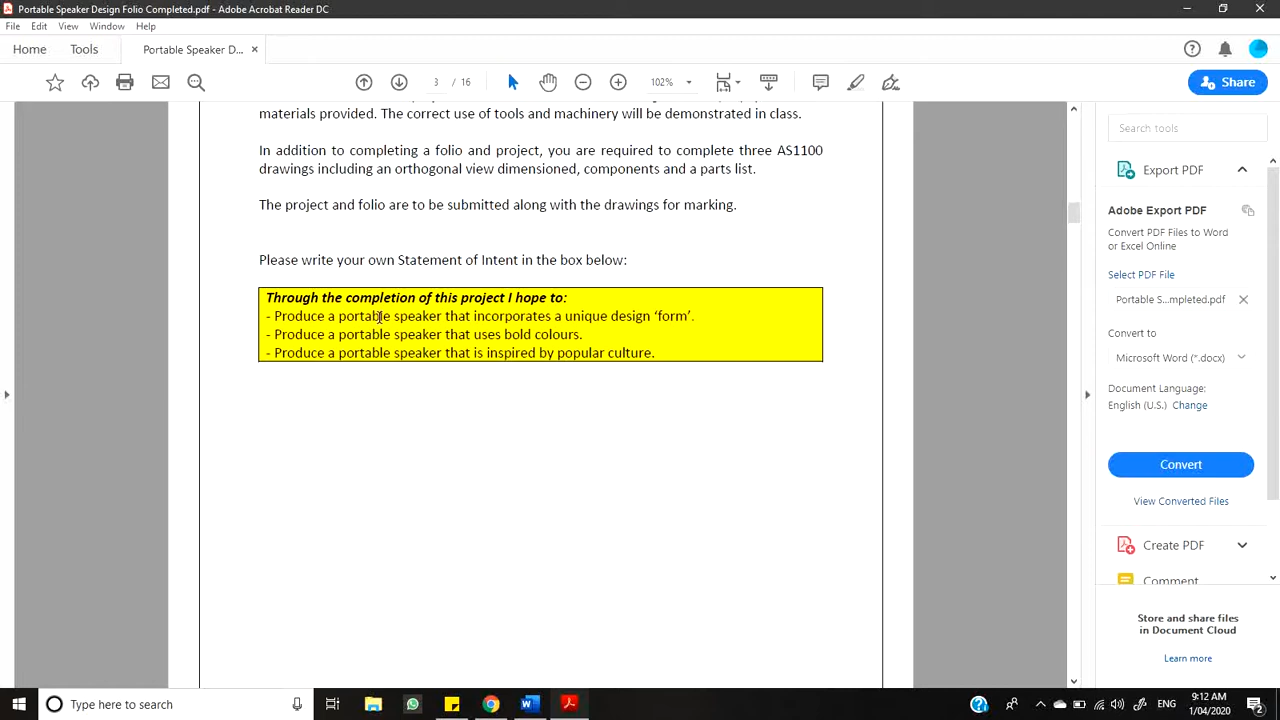 Portable Speaker Design Folio Completed.pdf - Adobe Acrobat Reader DC
File Edit View Window Help
Home Tools Portable Speaker D... ×
3 / 16 102% Share
materials provided. The correct use of tools and machinery will be demonstrated in class.
In addition to completing a folio and project, you are required to complete three AS1100
drawings including an orthogonal view dimensioned, components and a parts list.
The project and folio are to be submitted along with the drawings for marking.
Please write your own Statement of Intent in the box below:
Through the completion of this project I hope to:
- Produce a portable speaker that incorporates a unique design ‘form’.
- Produce a portable speaker that uses bold colours.
- Produce a portable speaker that is inspired by popular culture.
Search tools
Export PDF
Adobe Export PDF
Convert PDF Files to Word
or Excel Online
Select PDF File
Portable S...mpleted.pdf
Convert to
Microsoft Word (*.docx)
Document Language:
English (U.S.) Change
Convert
View Converted Files
Create PDF
Comment
Store and share files
in Document Cloud
Learn more
Type here to search
ENG
9:12 AM
1/04/2020
2